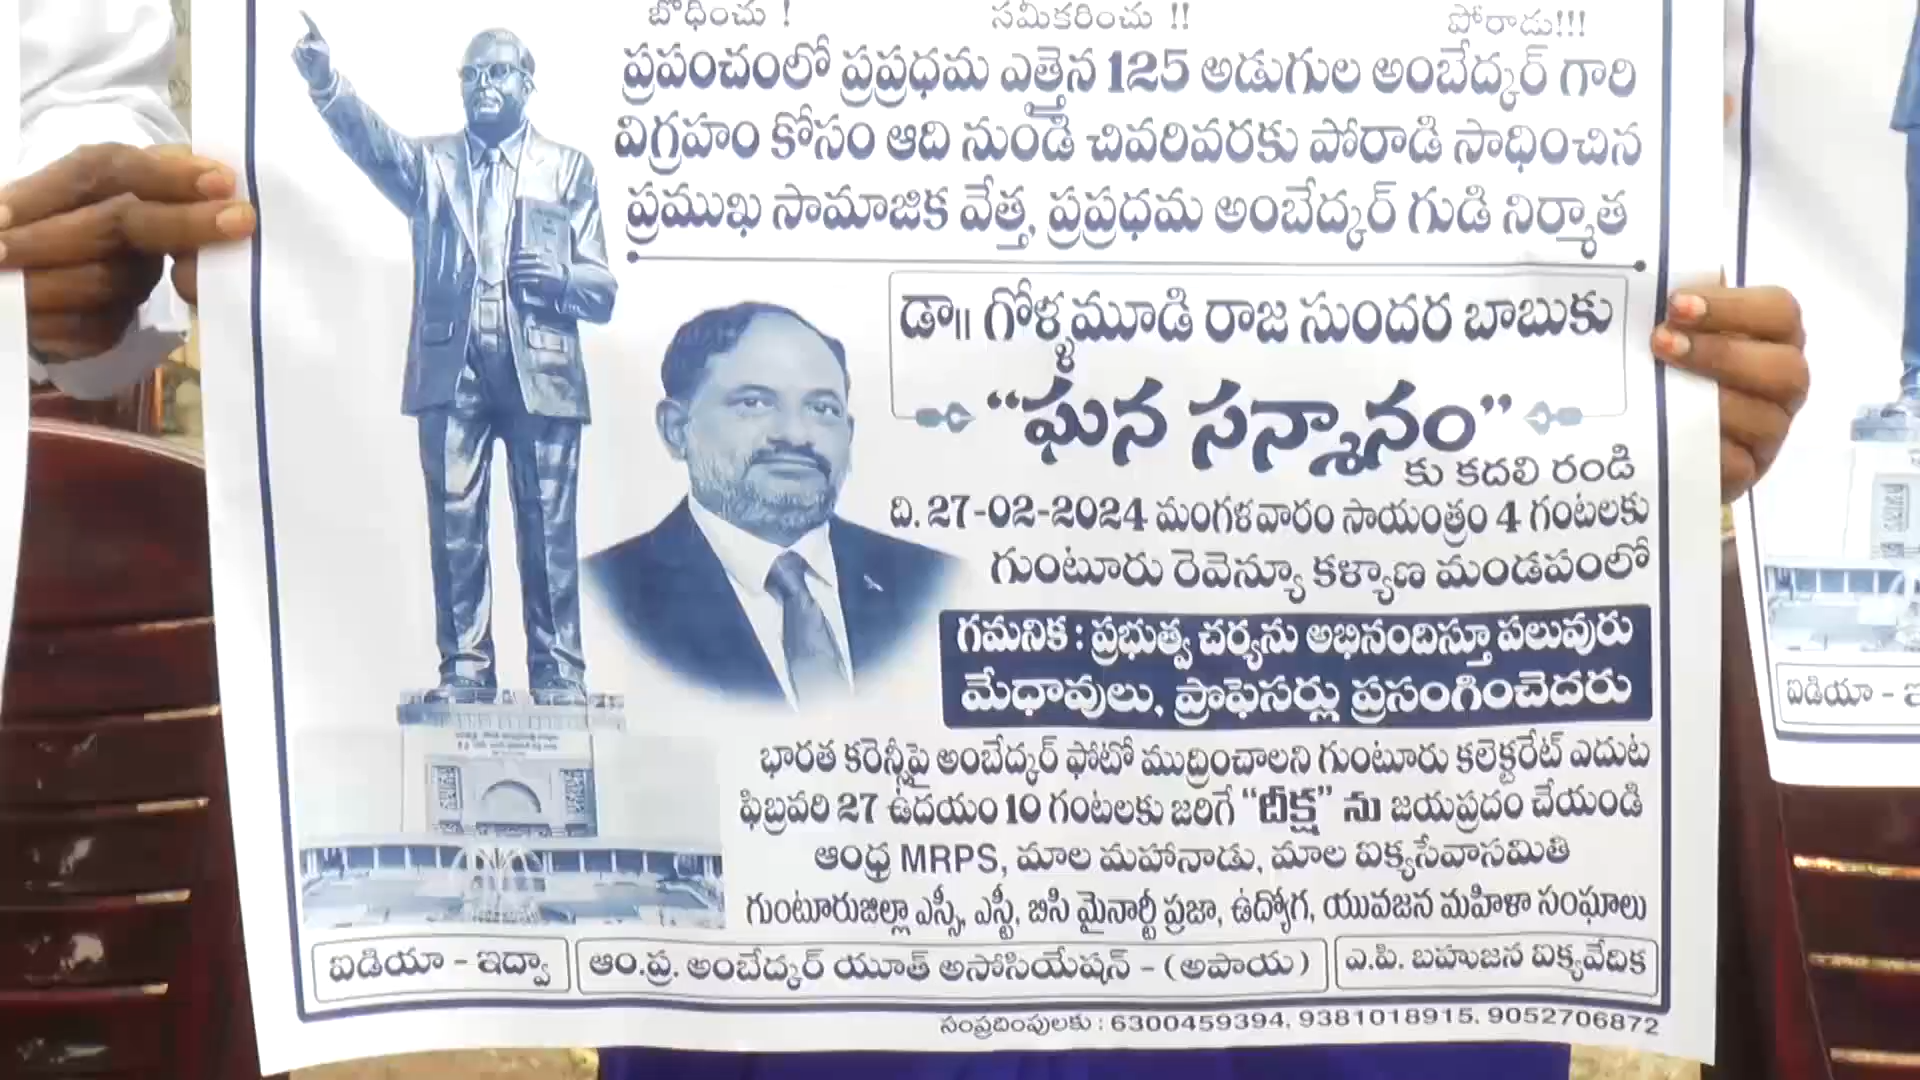 బోధించు ! సమీకరించు !! పోరాడు!!!
ప్రపంచంలో ప్రప్రధమ ఎత్తైన 125 అడుగుల అంబేద్కర్ గారి
విగ్రహం కోసం ఆది నుండి చివరివరకు పోరాడి సాధించిన
ప్రముఖ సామాజిక వేత్త, ప్రప్రధమ అంబేద్కర్ గుడి నిర్మాత
డా|| గోళ్ళమూడి రాజ సుందర బాబుకు
“ఘన సన్మానం”
కు కదలి రండి
ది. 27-02-2024 మంగళవారం సాయంత్రం 4 గంటలకు
గుంటూరు రెవెన్యూ కళ్యాణ మండపంలో
గమనిక : ప్రభుత్వ చర్యను అభినందిస్తూ పలువురు
మేధావులు, ప్రొఫెసర్లు ప్రసంగించెదరు
భారత కరెన్సీపై అంబేద్కర్ ఫోటో ముద్రించాలని గుంటూరు కలెక్టరేట్ ఎదుట
ఫిబ్రవరి 27 ఉదయం 10 గంటలకు జరిగే “దీక్ష” ను జయప్రదం చేయండి
ఆంధ్ర MRPS, మాల మహానాడు, మాల ఐక్యసేవాసమితి
గుంటూరుజిల్లా ఎస్సీ, ఎస్టీ, బిసి మైనార్టీ ప్రజా, ఉద్యోగ, యువజన మహిళా సంఘాలు
ఐడియా - ఇద్వా ఆం.ప్ర. అంబేద్కర్ యూత్ అసోసియేషన్ - (అపాయ) ఎ.పి. బహుజన ఐక్యవేదిక
సంప్రదింపులకు : 6300459394, 9381018915, 9052706872
ఐడియా -